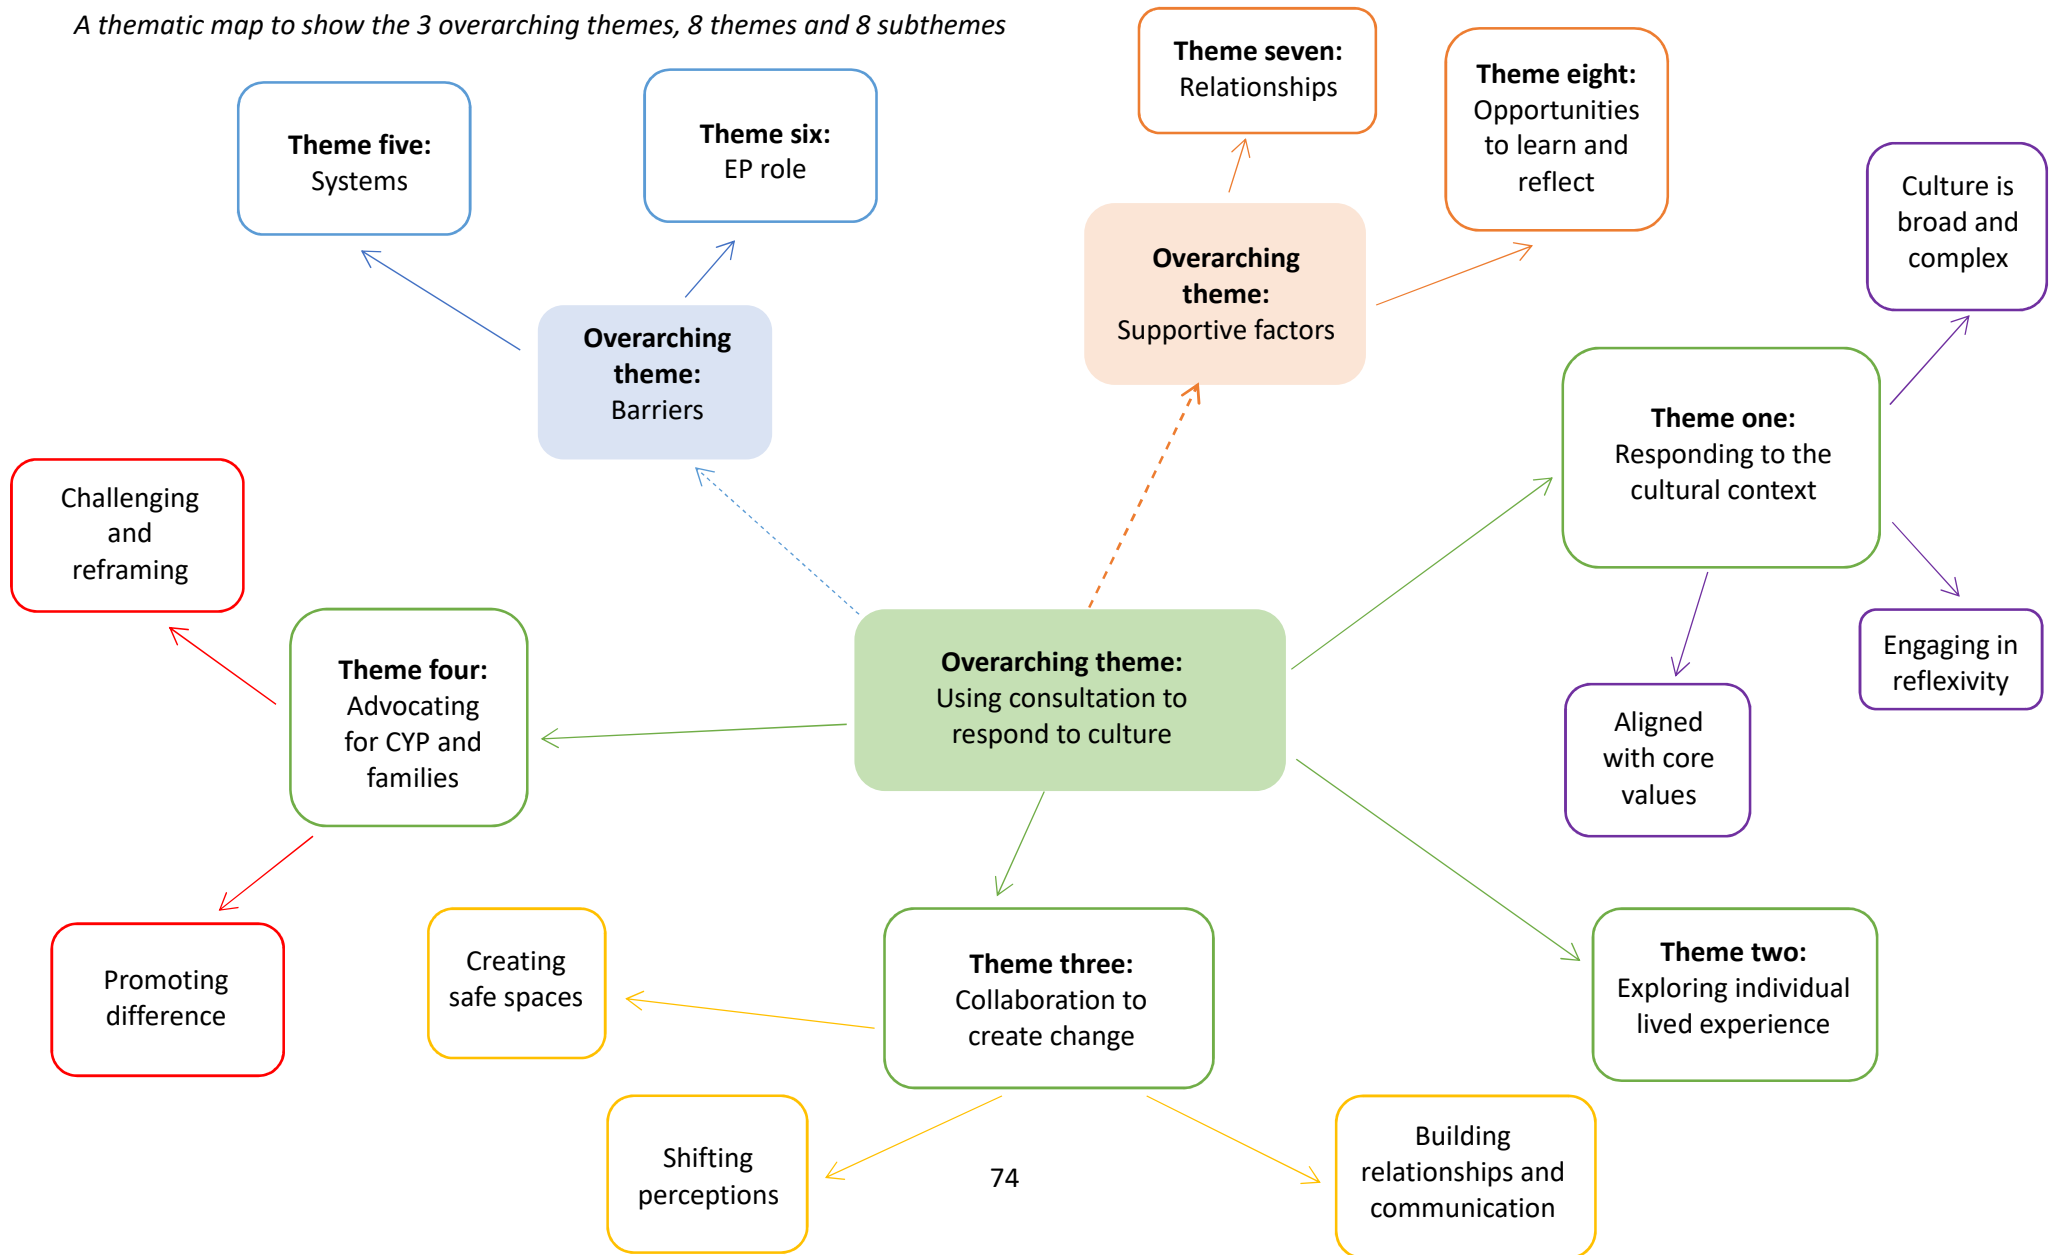 A thematic map to show the 3 overarching themes, 8 themes and 8 subthemes
Theme five:
Systems
Theme six:
EP role
Theme seven:
Relationships
Theme eight:
Opportunities
to learn and
reflect
Culture is
broad and
complex
Overarching
theme:
Barriers
Overarching
theme:
Supportive factors
Theme one:
Responding to the
cultural context
Challenging
and
reframing
Theme four:
Advocating
for CYP and
families
Overarching theme:
Using consultation to
respond to culture
Engaging in
reflexivity
Aligned
with core
values
Promoting
difference
Creating
safe spaces
Theme three:
Collaboration to
create change
Theme two:
Exploring individual
lived experience
Shifting
perceptions
Building
relationships and
communication
74